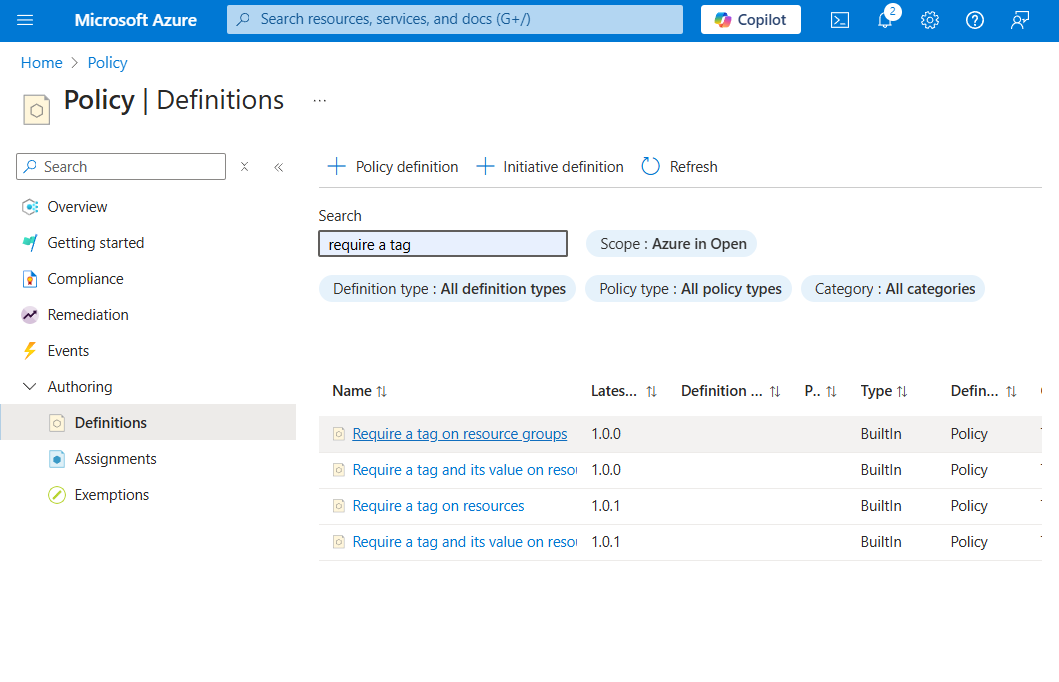 Microsoft Azure
Search resources, services, and docs (G+/)
Copilot
2
Home > Policy
Policy | Definitions ...
Search
Policy definition
Initiative definition
Refresh
Overview
Getting started
Compliance
Remediation
Events
Authoring
Definitions
Assignments
Exemptions
Search
require a tag
Scope : Azure in Open
Definition type : All definition types
Policy type : All policy types
Category : All categories
Name Lates... Definition ... P.. Type Defin...
Require a tag on resource groups 1.0.0 BuiltIn Policy
Require a tag and its value on reso 1.0.0 BuiltIn Policy
Require a tag on resources 1.0.1 BuiltIn Policy
Require a tag and its value on reso 1.0.1 BuiltIn Policy